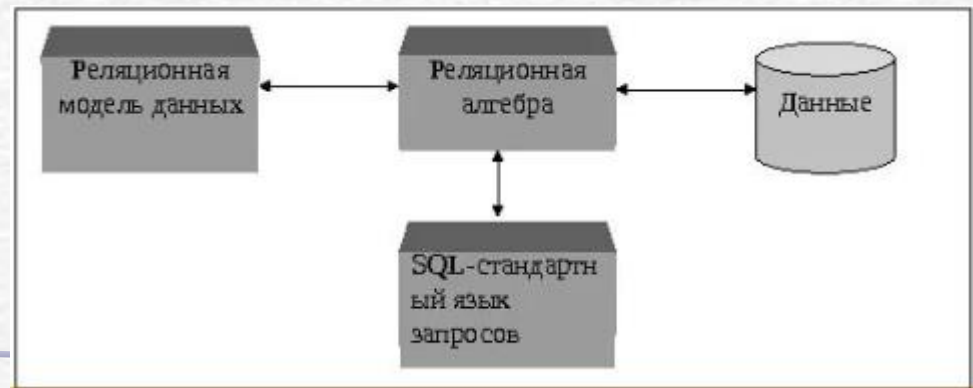 Реляционная
модель данных
Реляционная
алгебра
Данные
SQL-стандартн
ый язык
запросов